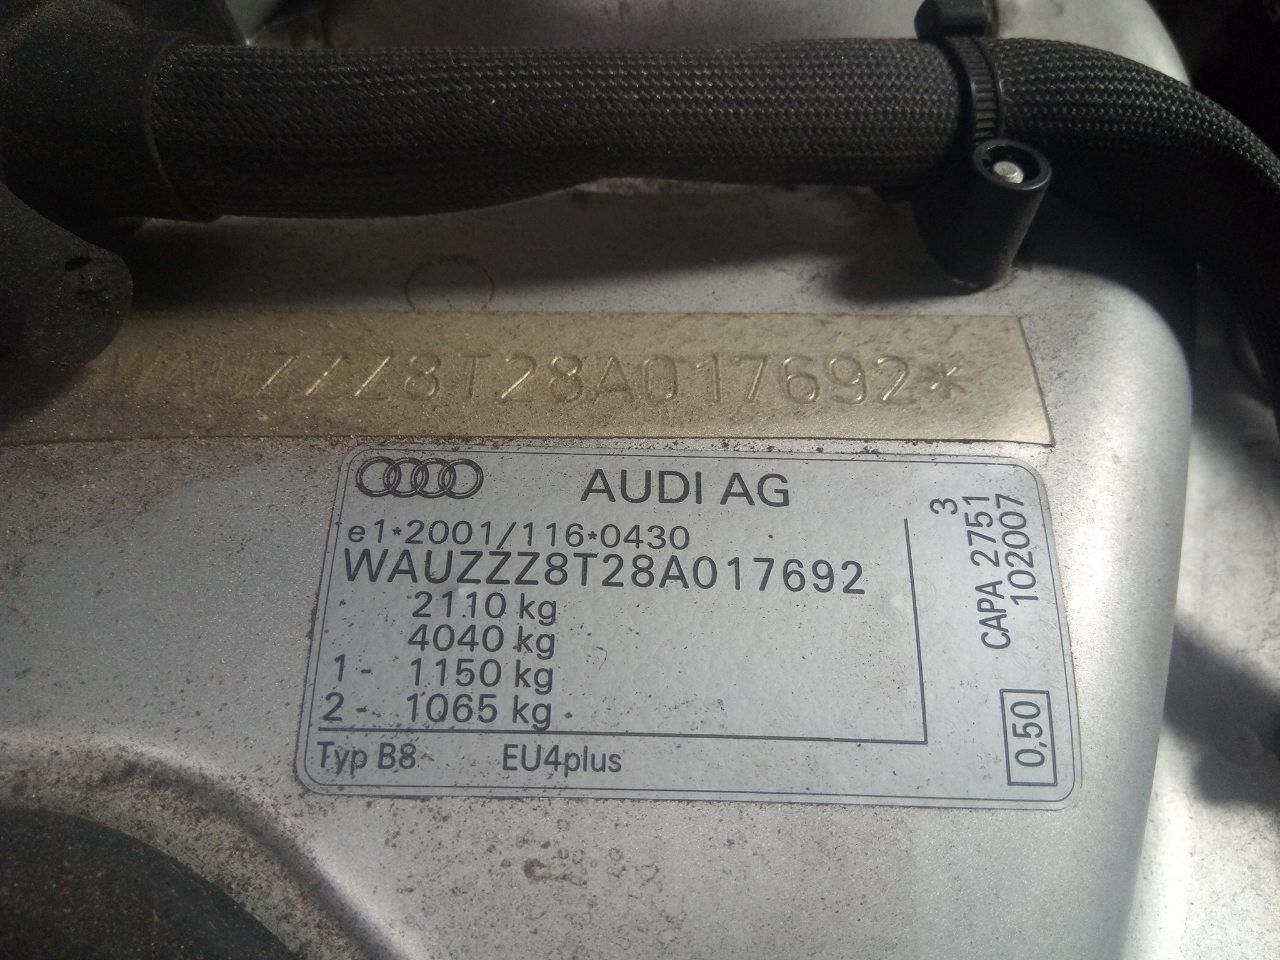 WAUZZZ8T28A017692*
AUDI AG
e1*2001/116*0430
WAUZZZ8T28A017692
2110 kg
4040 kg
1 - 1150 kg
2 - 1065 kg
Typ B8 EU4plus
3
CAPA 2751
102007
0,50